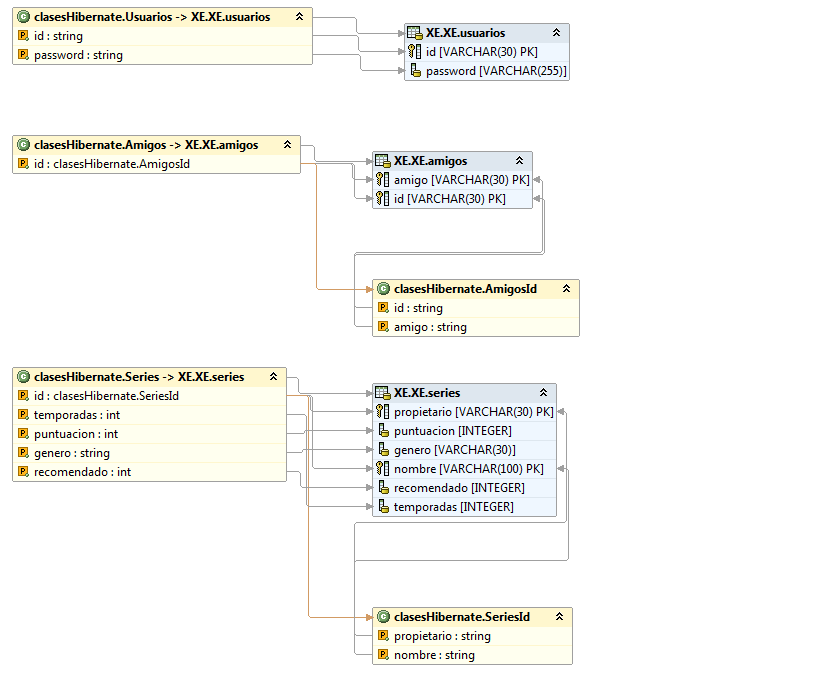 clasesHibernate.Usuarios -> XE.XE.usuarios
id : string
password : string
XE.XE.usuarios
id [VARCHAR(30) PK]
password [VARCHAR(255)]
clasesHibernate.Amigos -> XE.XE.amigos
id : clasesHibernate.AmigosId
XE.XE.amigos
amigo [VARCHAR(30) PK]
id [VARCHAR(30) PK]
clasesHibernate.AmigosId
id : string
amigo : string
clasesHibernate.Series -> XE.XE.series
id : clasesHibernate.SeriesId
temporadas : int
puntuacion : int
genero : string
recomendado : int
XE.XE.series
propietario [VARCHAR(30) PK]
puntuacion [INTEGER]
genero [VARCHAR(30)]
nombre [VARCHAR(100) PK]
recomendado [INTEGER]
temporadas [INTEGER]
clasesHibernate.SeriesId
propietario : string
nombre : string